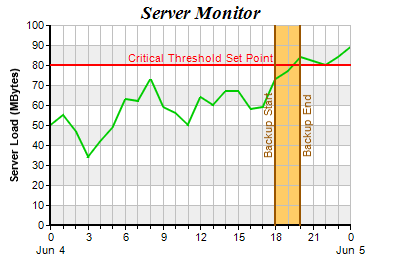 Server Monitor
100
90
80
70
60
50
40
30
20
10
0
Server Load (MBytes)
Critical Threshold Set Point
Backup Start
Backup End
0 3 6 9 12 15 18 21 0
Jun 4 Jun 5